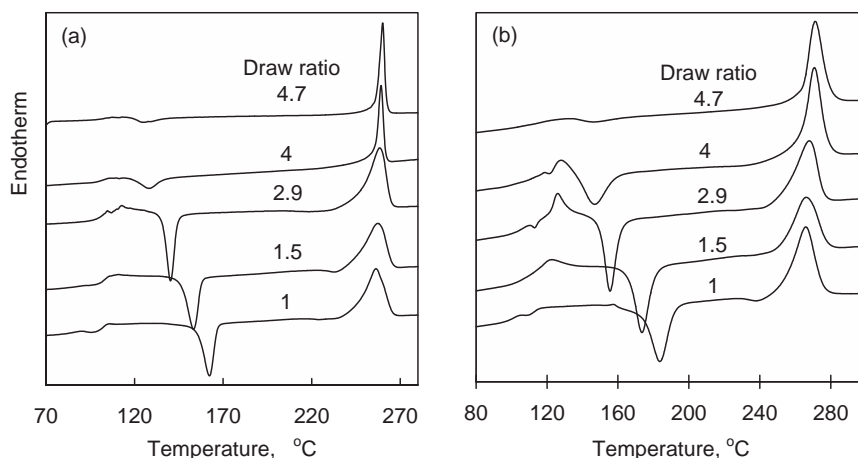 (a)
Draw ratio
4.7
4
2.9
1.5
1
Endotherm
70 120 170 220 270
Temperature, °C
(b)
Draw ratio
4.7
4
2.9
1.5
1
80 120 160 200 240 280
Temperature, °C